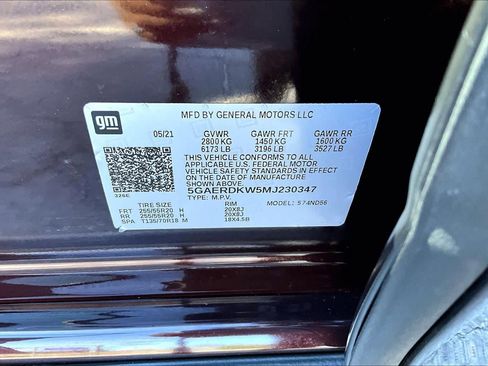 gm
MFD BY GENERAL MOTORS LLC
05/21 GVWR GAWR FRT GAWR RR
2800 KG 1450 KG 1600 KG
6173 LB 3196 LB 3527 LB
THIS VEHICLE CONFORMS TO ALL
APPLICABLE U.S. FEDERAL MOTOR
VEHICLE SAFETY STANDARDS IN EFFECT
ON THE DATE OF MANUFACTURE SHOWN ABOVE.
5GAERDKW5MJ230347
TYPE: M.P.V. MODEL: 574ND56
326E
TIRE SIZE RIM
FRT 255/55R20 H 20X8J
RR 255/55R20 H 20X8J
SPA T135/70R18 M 18X4.5B